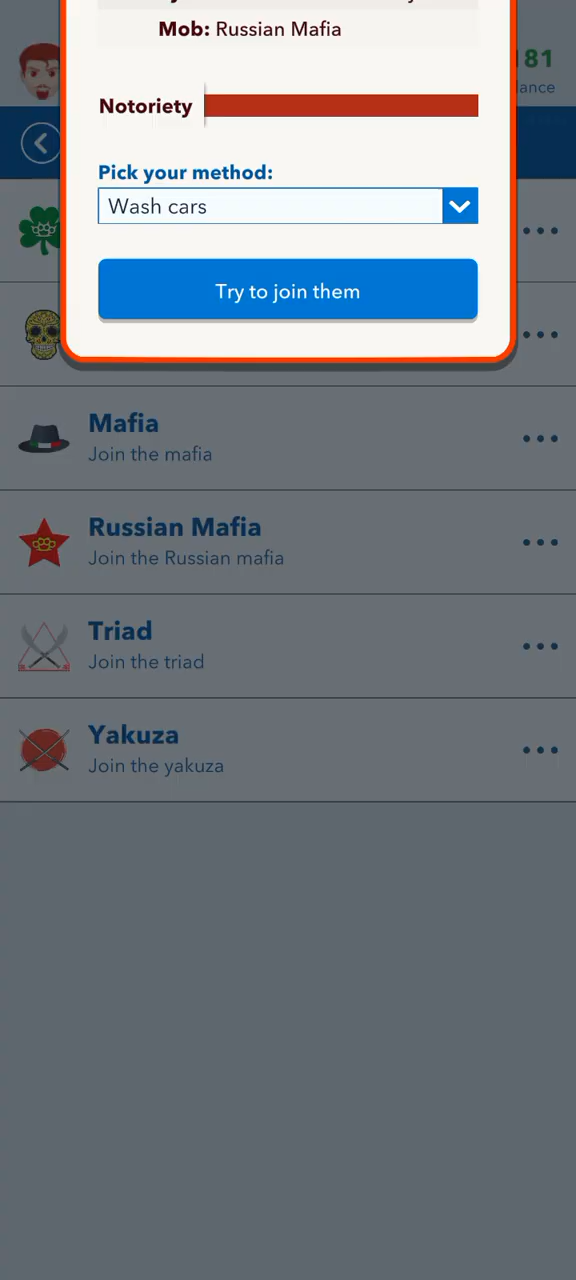 Mob: Russian Mafia
81
Notoriety
Pick your method:
Wash cars
Try to join them
Mafia
Join the mafia
Russian Mafia
Join the Russian mafia
Triad
Join the triad
Yakuza
Join the yakuza